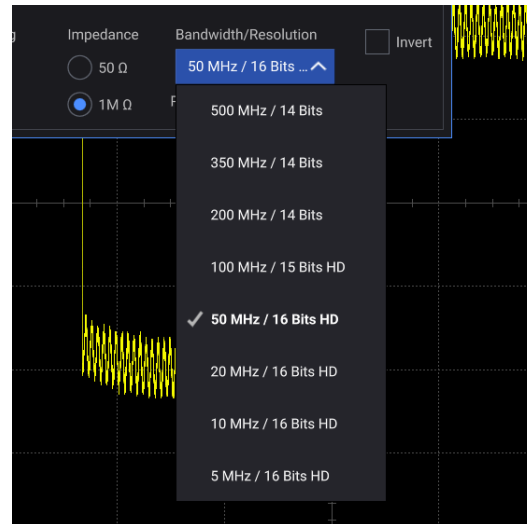 g
Impedance
Bandwidth/Resolution
50 Ω
50 MHz / 16 Bits ...
Invert
1M Ω
500 MHz / 14 Bits
350 MHz / 14 Bits
200 MHz / 14 Bits
100 MHz / 15 Bits HD
50 MHz / 16 Bits HD
20 MHz / 16 Bits HD
10 MHz / 16 Bits HD
5 MHz / 16 Bits HD